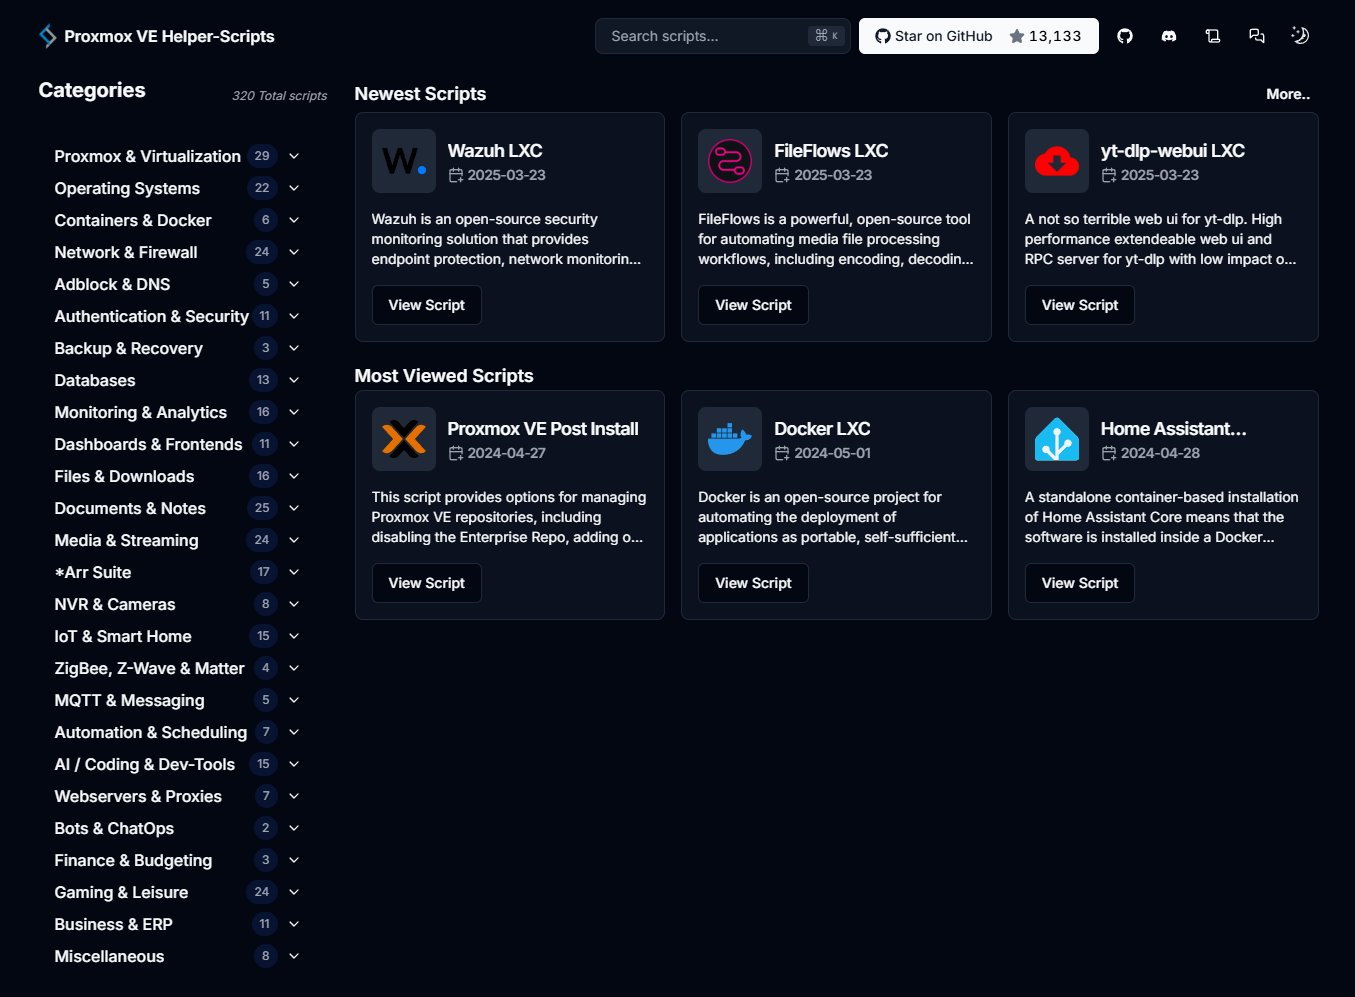 Proxmox VE Helper-Scripts
Search scripts...
⌘ K
Star on GitHub
13,133
Categories
320 Total scripts
Proxmox & Virtualization 29
Operating Systems 22
Containers & Docker 6
Network & Firewall 24
Adblock & DNS 5
Authentication & Security 11
Backup & Recovery 3
Databases 13
Monitoring & Analytics 16
Dashboards & Frontends 11
Files & Downloads 16
Documents & Notes 25
Media & Streaming 24
*Arr Suite 17
NVR & Cameras 8
IoT & Smart Home 15
ZigBee, Z-Wave & Matter 4
MQTT & Messaging 5
Automation & Scheduling 7
AI / Coding & Dev-Tools 15
Webservers & Proxies 7
Bots & ChatOps 2
Finance & Budgeting 3
Gaming & Leisure 24
Business & ERP 11
Miscellaneous 8
Newest Scripts
More..
W.
Wazuh LXC
2025-03-23
Wazuh is an open-source security
monitoring solution that provides
endpoint protection, network monitorin...
View Script
FileFlows LXC
2025-03-23
FileFlows is a powerful, open-source tool
for automating media file processing
workflows, including encoding, decodin...
View Script
yt-dlp-webui LXC
2025-03-23
A not so terrible web ui for yt-dlp. High
performance extendeable web ui and
RPC server for yt-dlp with low impact o...
View Script
Most Viewed Scripts
Proxmox VE Post Install
2024-04-27
This script provides options for managing
Proxmox VE repositories, including
disabling the Enterprise Repo, adding o...
View Script
Docker LXC
2024-05-01
Docker is an open-source project for
automating the deployment of
applications as portable, self-sufficient...
View Script
Home Assistant...
2024-04-28
A standalone container-based installation
of Home Assistant Core means that the
software is installed inside a Docker...
View Script